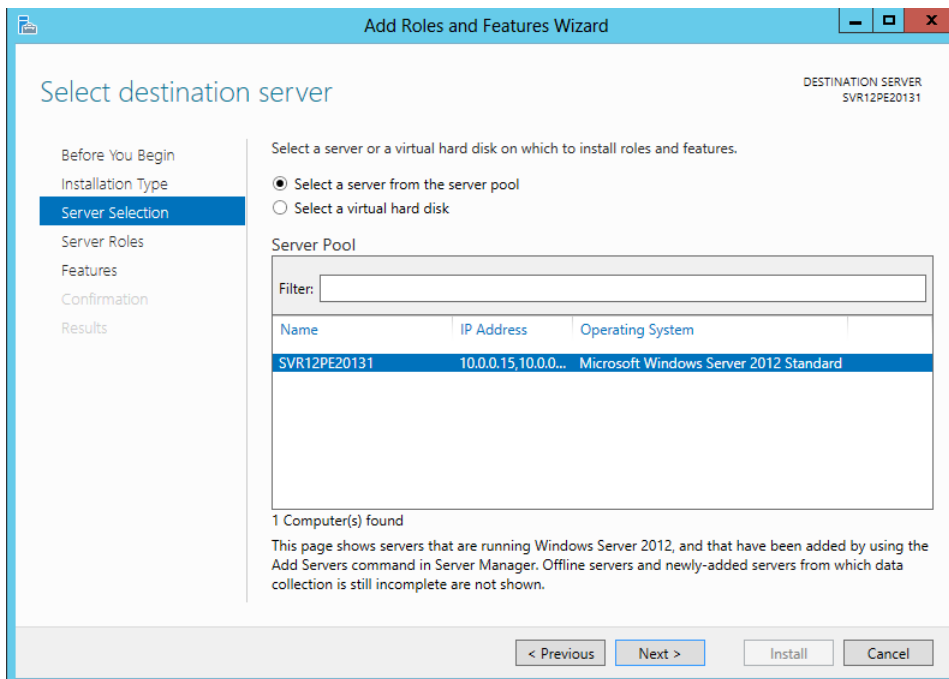 Add Roles and Features Wizard
Select destination server
DESTINATION SERVER
SVR12PE20131
Before You Begin
Installation Type
Server Selection
Server Roles
Features
Confirmation
Results
Select a server or a virtual hard disk on which to install roles and features.
Select a server from the server pool
Select a virtual hard disk
Server Pool
Filter:
Name IP Address Operating System
SVR12PE20131 10.0.0.15,10.0.0... Microsoft Windows Server 2012 Standard
1 Computer(s) found
This page shows servers that are running Windows Server 2012, and that have been added by using the
Add Servers command in Server Manager. Offline servers and newly-added servers from which data
collection is still incomplete are not shown.
< Previous Next > Install Cancel